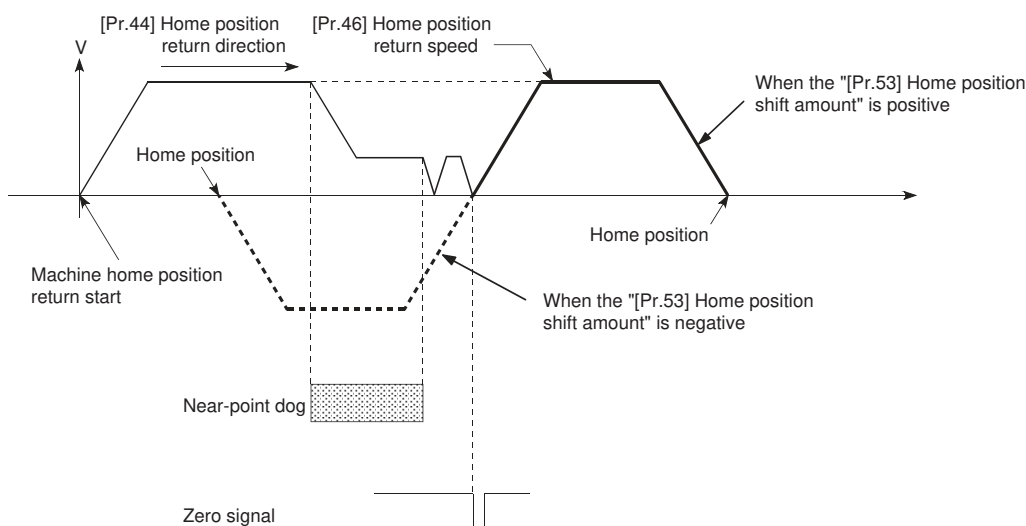 [Pr.44] Home position
return direction
[Pr.46] Home position
return speed
V
When the "[Pr.53] Home position
shift amount" is positive
Home position
Home position
Machine home position
return start
When the "[Pr.53] Home position
shift amount" is negative
Near-point dog
Zero signal